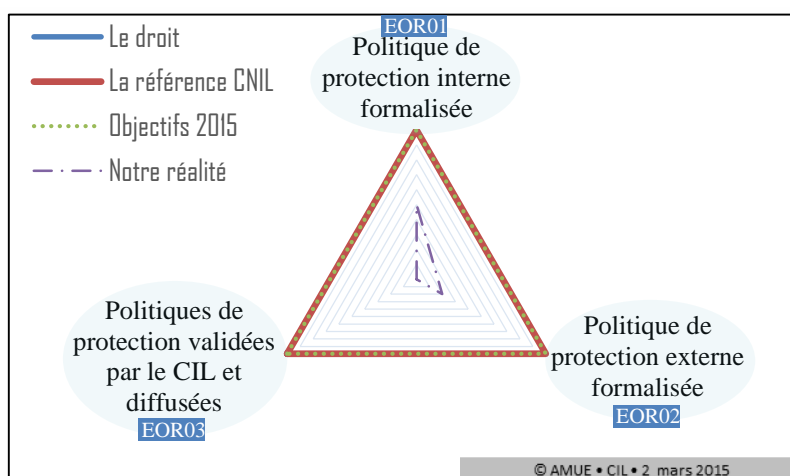 Le droit
La référence CNIL
Objectifs 2015
Notre réalité
EOR01
Politique de
protection interne
formalisée
Politiques de
protection validées
par le CIL et
diffusées
EOR03
Politique de
protection externe
formalisée
EOR02
© AMUE • CIL • 2 mars 2015